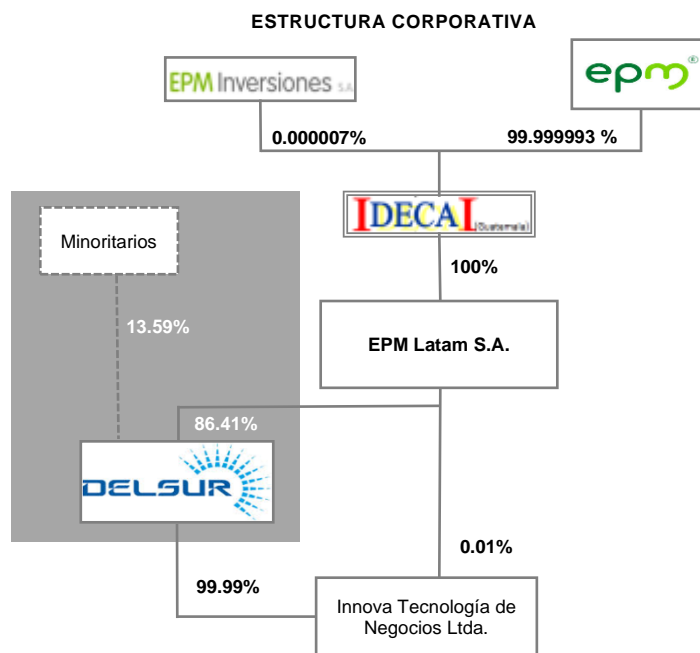 ESTRUCTURA CORPORATIVA
EPM Inversiones S.A.
epm®
0.000007%
99.999993 %
IDECAI (Guatemala)
Minoritarios
100%
13.59%
EPM Latam S.A.
86.41%
DELSUR
0.01%
99.99%
Innova Tecnología de
Negocios Ltda.